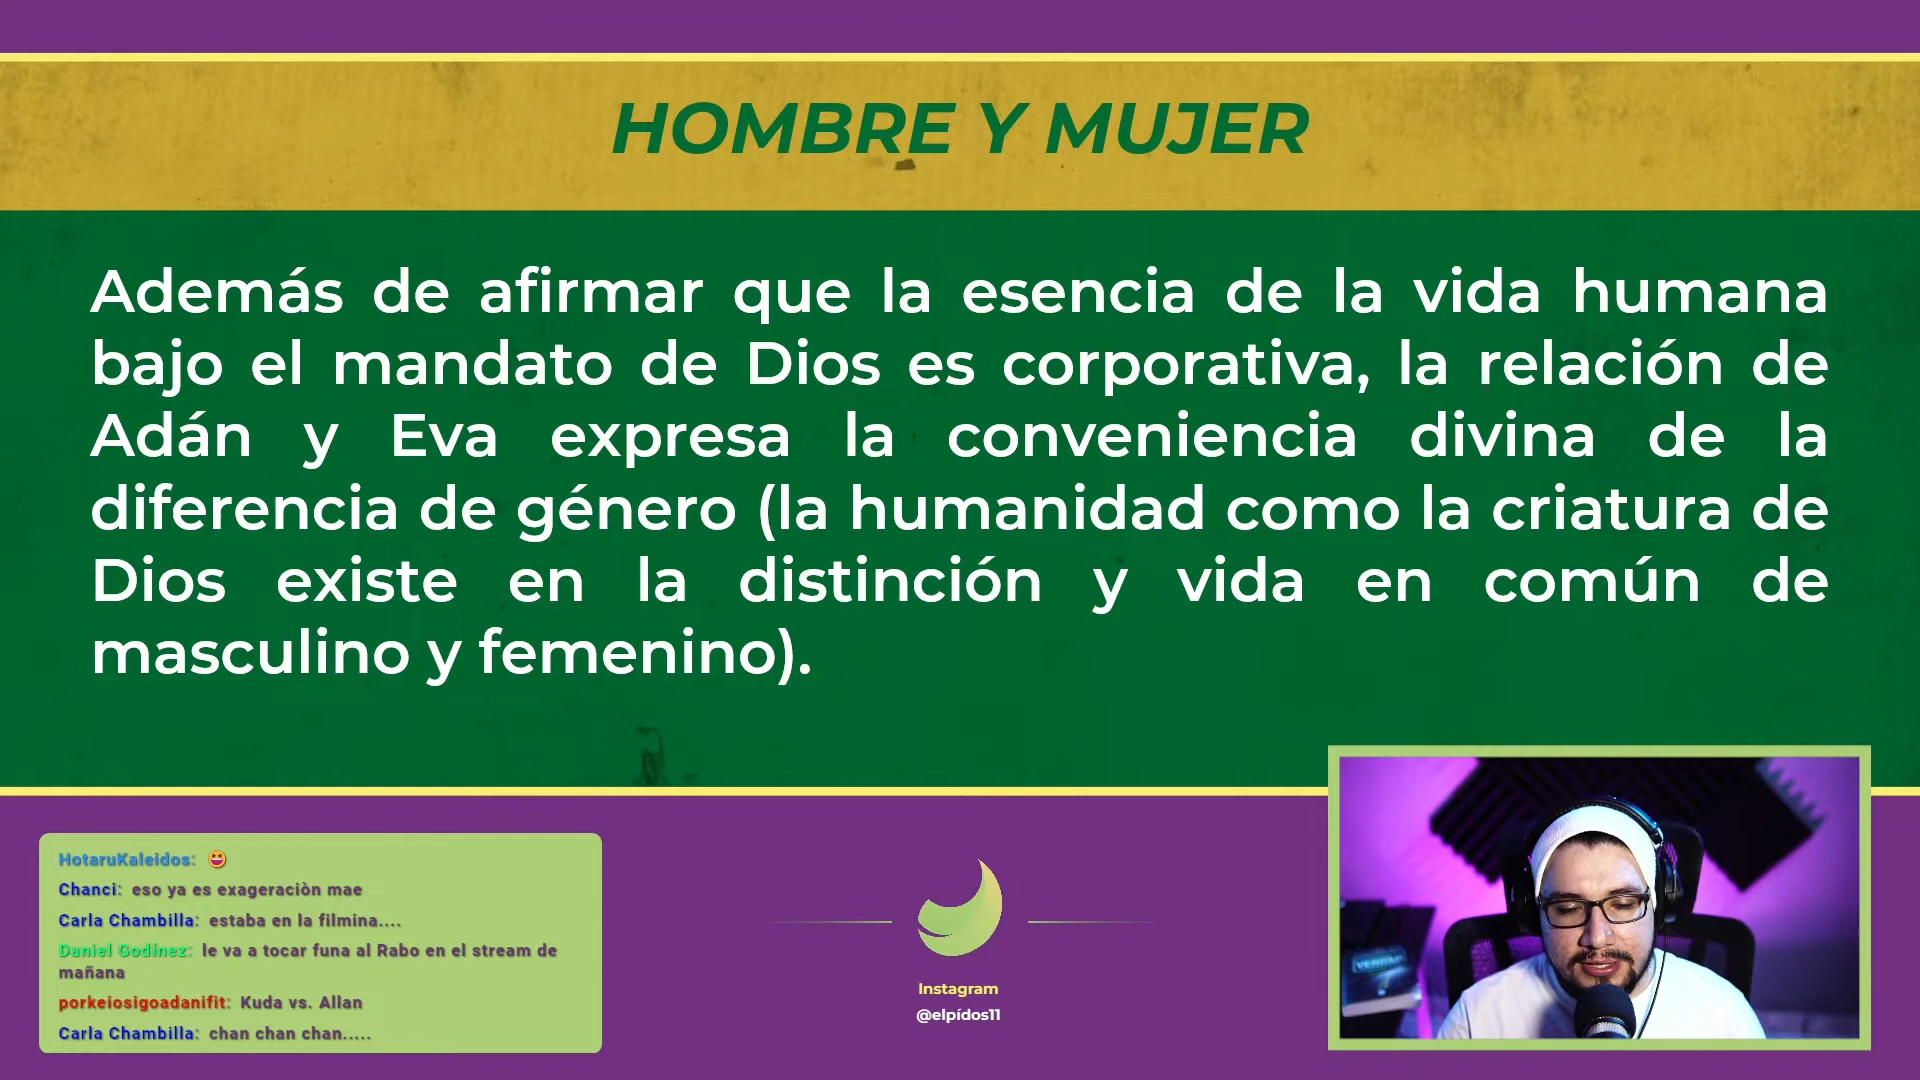 HOMBRE Y MUJER
Además de afirmar que la esencia de la vida humana
bajo el mandato de Dios es corporativa, la relación de
Adán y Eva expresa la conveniencia divina de la
diferencia de género (la humanidad como la criatura de
Dios existe en la distinción y vida en común de
masculino y femenino).
HotaruKaleidos: 😆
Chanci: eso ya es exageraciòn mae
Carla Chambilla: estaba en la filmina....
Daniel Godínez: le va a tocar funa al Rabo en el stream de
mañana
porkeiosigoadanifit: Kuda vs. Allan
Carla Chambilla: chan chan chan.....
Instagram
@elpídos11
VERDAD